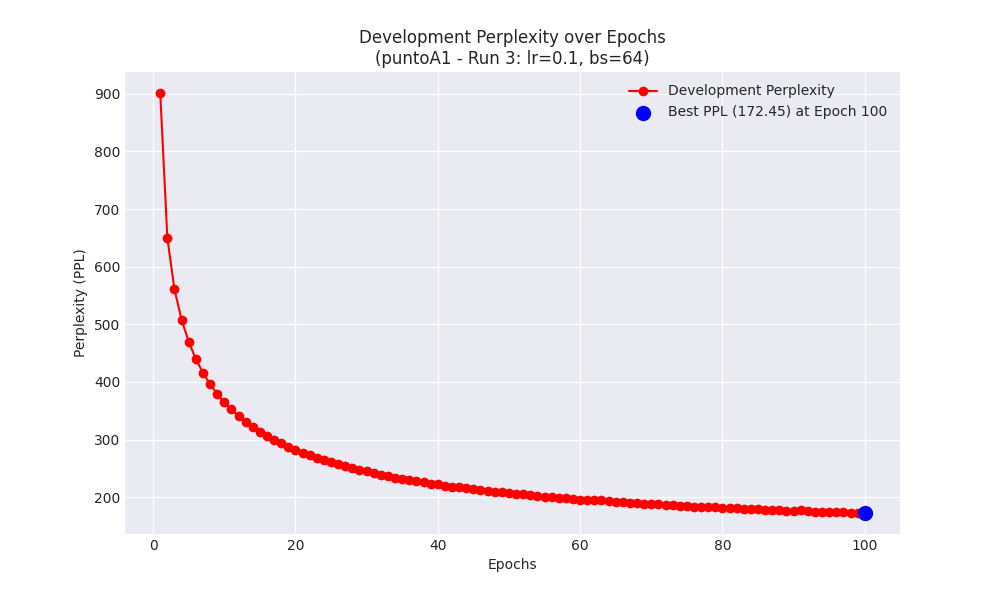 Development Perplexity over Epochs
(puntoA1 - Run 3: lr=0.1, bs=64)
Development Perplexity
Best PPL (172.45) at Epoch 100
Perplexity (PPL)
900
800
700
600
500
400
300
200
0 20 40 60 80 100
Epochs